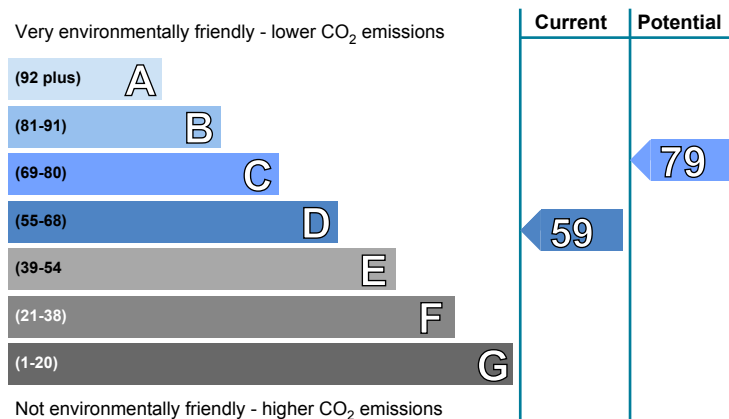 Current Potential
Very environmentally friendly - lower CO2 emissions
(92 plus) A
(81-91) B
(69-80) C
79
(55-68) D
59
(39-54 E
(21-38) F
(1-20) G
Not environmentally friendly - higher CO2 emissions